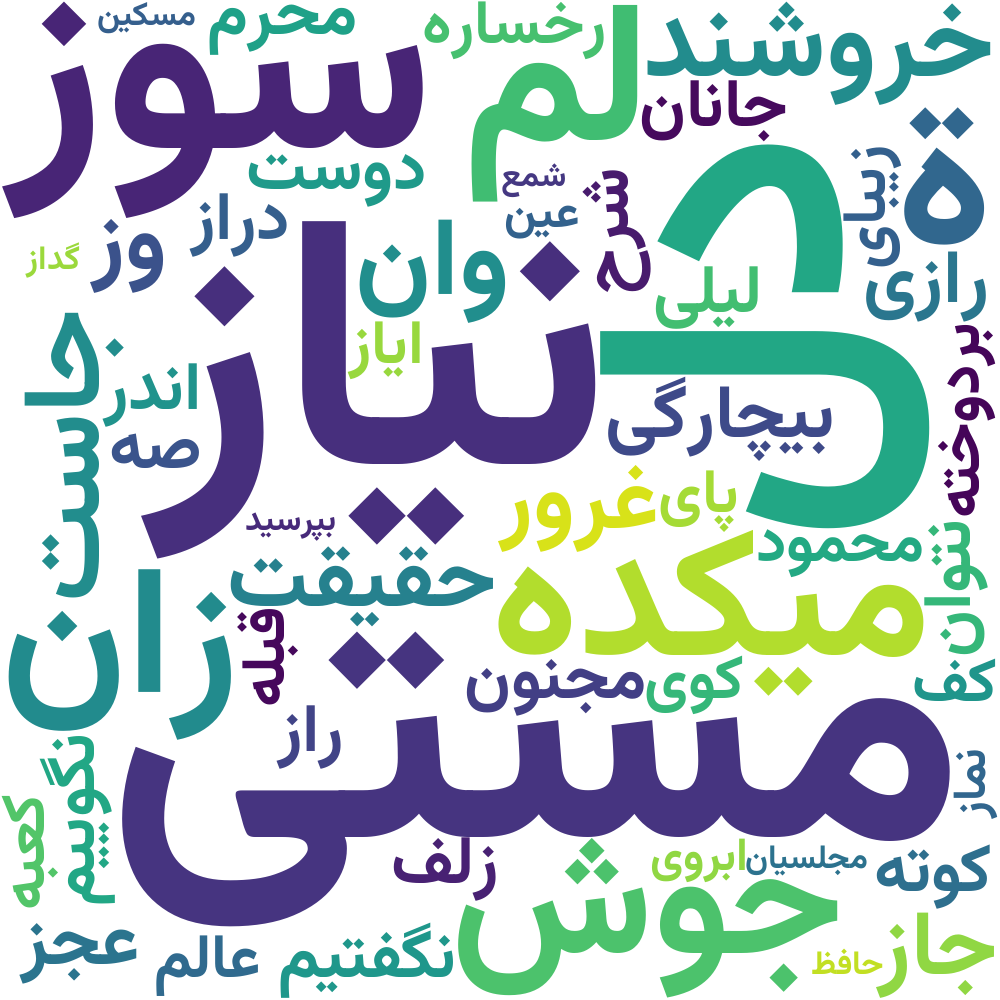 مسکین
محرم
رخساره
خروشند
سوز
لم
جانان
ه
دوست
شمع
عین
شرح
زیبای
دراز
وز
گداز
وان
لیلی
رازی
د
ایاز
نیاز
جاست
اندر
صه
بیچارگی
بردوخته
ر
غرور
پای
بپرسید
محمود
حقیقت
میکده
نتوان
زان
قبله
مجنون
کوی
کف
راز
مستی
نگوییم
کعبه
نماز
زلف
ابروی
مجلسیان
کوته
جوش
عجز
عالم
نگفتیم
حافظ
جاز